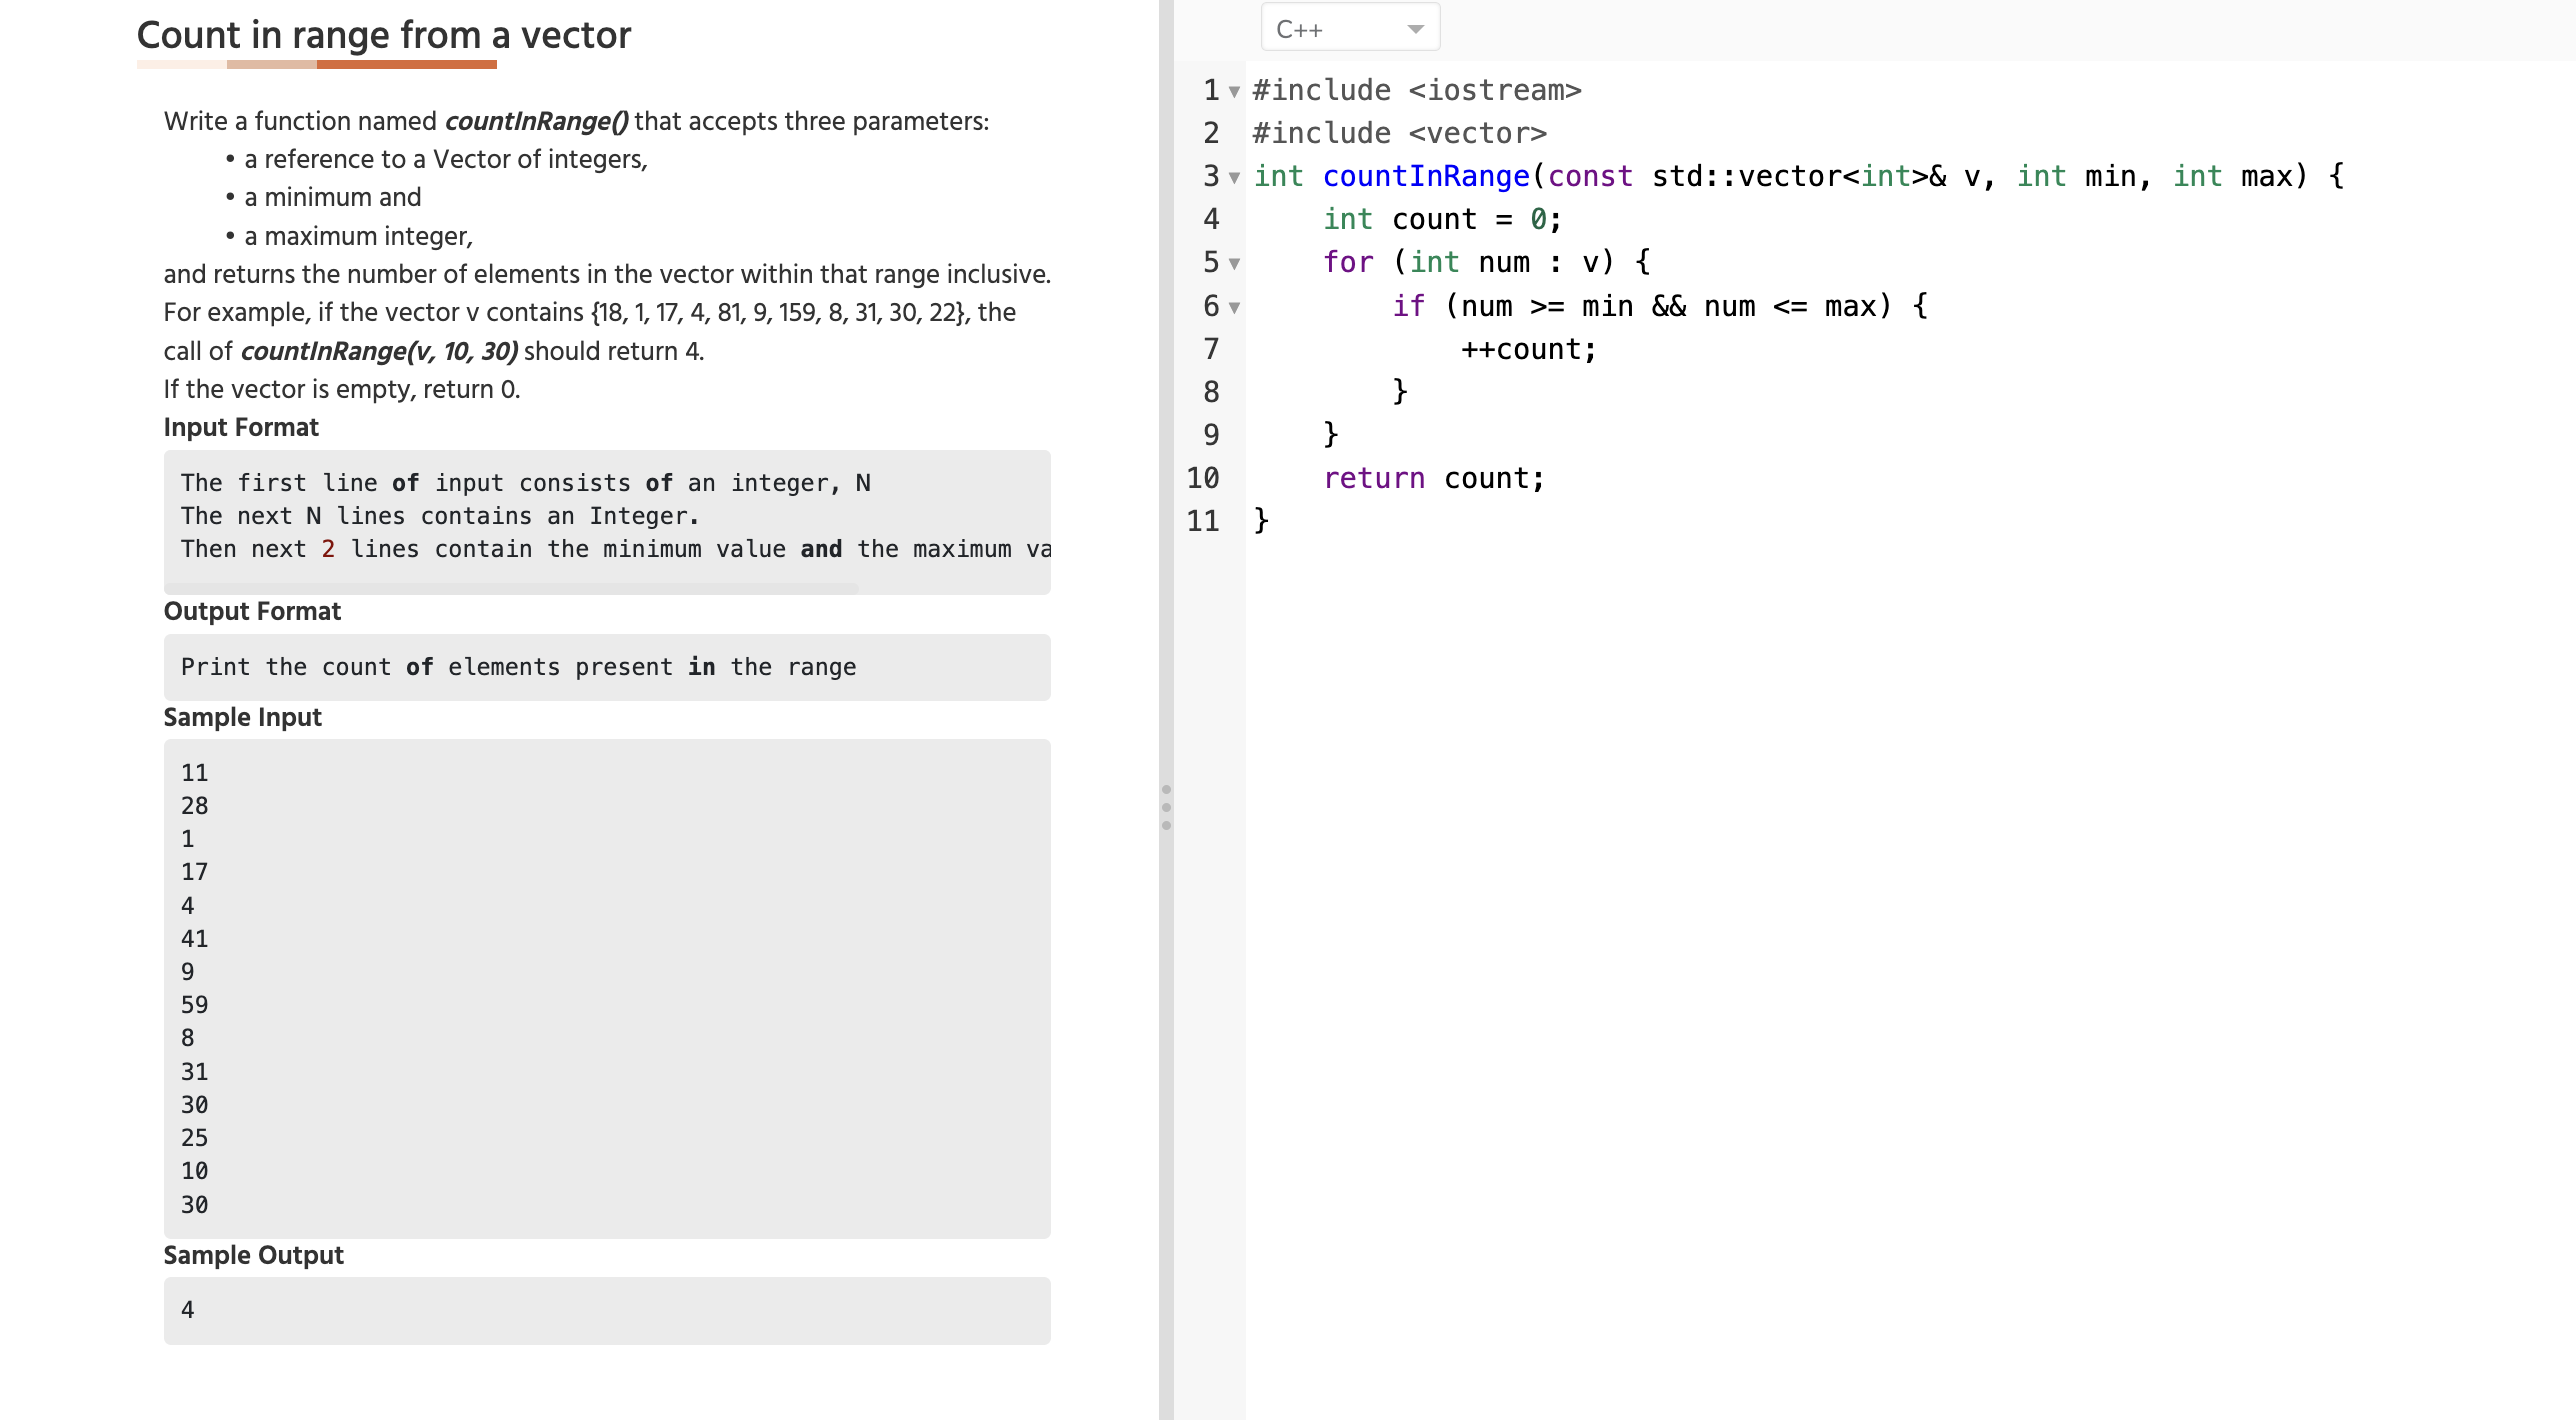 Count in range from a vector
Write a function named countInRange() that accepts three parameters:
• a reference to a Vector of integers,
• a minimum and
• a maximum integer,
and returns the number of elements in the vector within that range inclusive.
For example, if the vector v contains {18, 1, 17, 4, 81, 9, 159, 8, 31, 30, 22}, the
call of countInRange(v, 10, 30) should return 4.
If the vector is empty, return 0.
Input Format
The first line of input consists of an integer, N
The next N lines contains an Integer.
Then next 2 lines contain the minimum value and the maximum va
Output Format
Print the count of elements present in the range
Sample Input
11
28
1
17
4
41
9
59
8
31
30
25
10
30
Sample Output
4
C++
1 #include <iostream>
2 #include <vector>
3 int countInRange(const std::vector<int>& v, int min, int max) {
4     int count = 0;
5     for (int num : v) {
6         if (num >= min && num <= max) {
7             ++count;
8         }
9     }
10     return count;
11 }